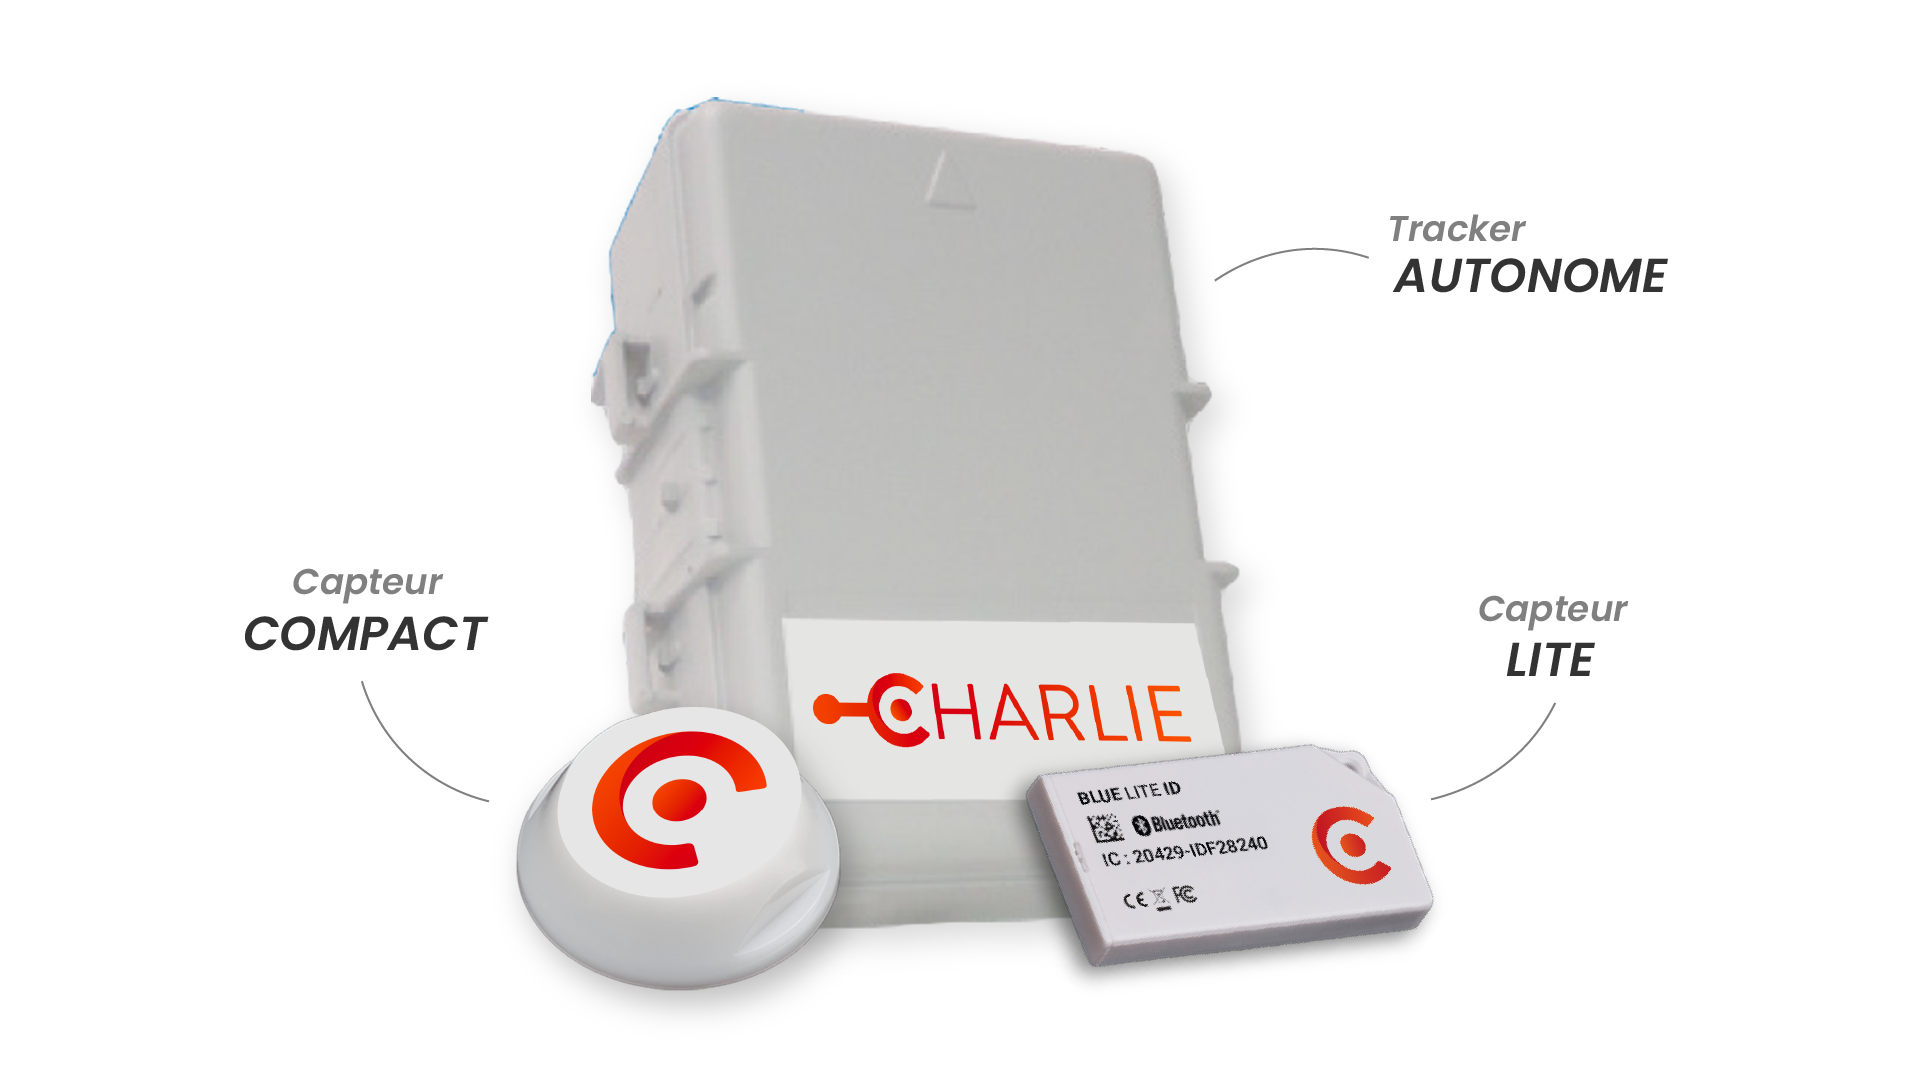 Tracker
AUTONOME
Capteur
COMPACT
Capteur
LITE
CHARLIE
BLUE LITE ID
Bluetooth
IC : 20429-IDF28240
CE FC